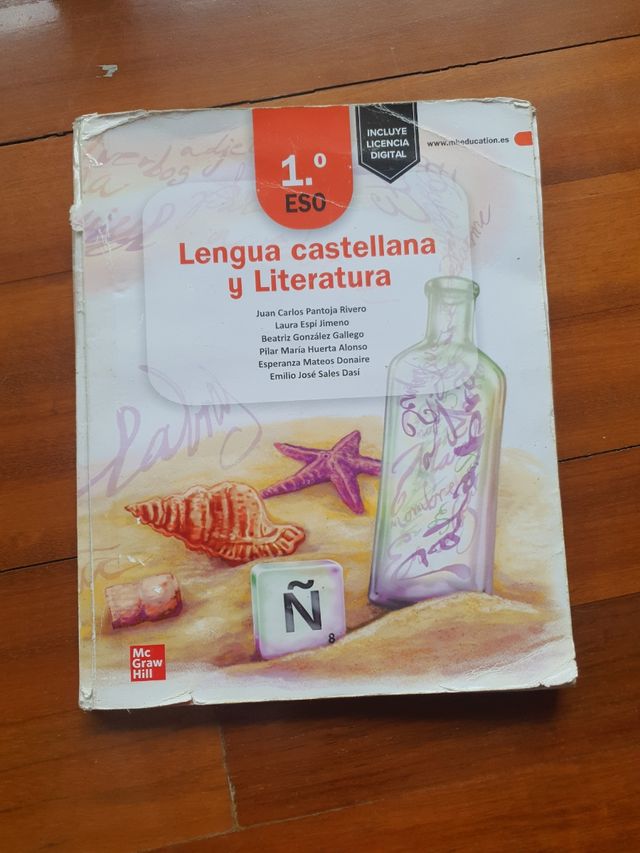 INCLUYE
LICENCIA
DIGITAL
www.mheducation.es
1.º
ESO
Lengua castellana
y Literatura
Juan Carlos Pantoja Rivero
Laura Espí Jimeno
Beatriz González Gallego
Pilar María Huerta Alonso
Esperanza Mateos Donaire
Emilio José Sales Dasí
Ñ
8
Mc
Graw
Hill